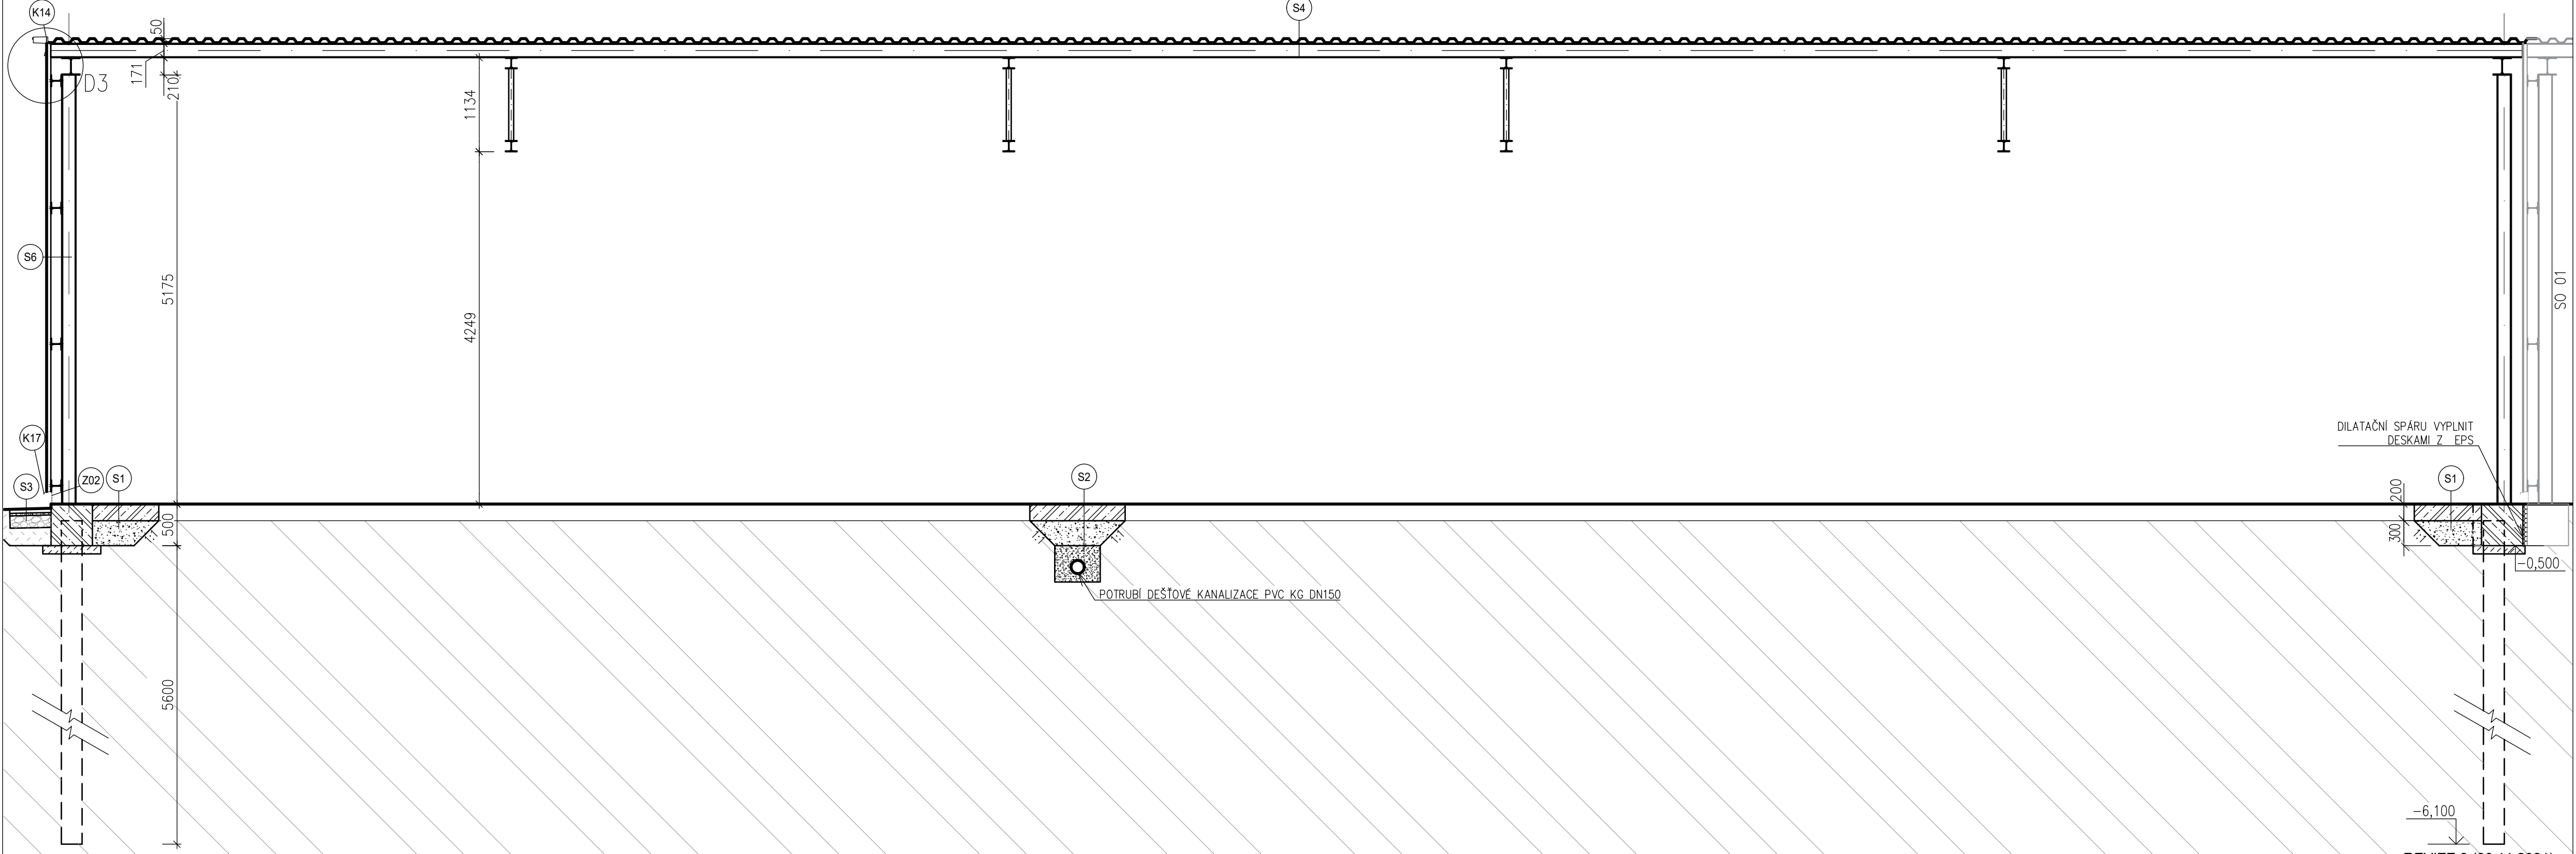 K14
S4
50
171
210
D3
1134
S6
5175
4249
SO 01
K17
S3
Z02
S1
S2
DILATAČNÍ SPÁRU VYPLNIT
DESKAMI Z EPS
S1
200
500
300
-0,500
POTRUBÍ DEŠŤOVÉ KANALIZACE PVC KG DN150
5600
-6,100